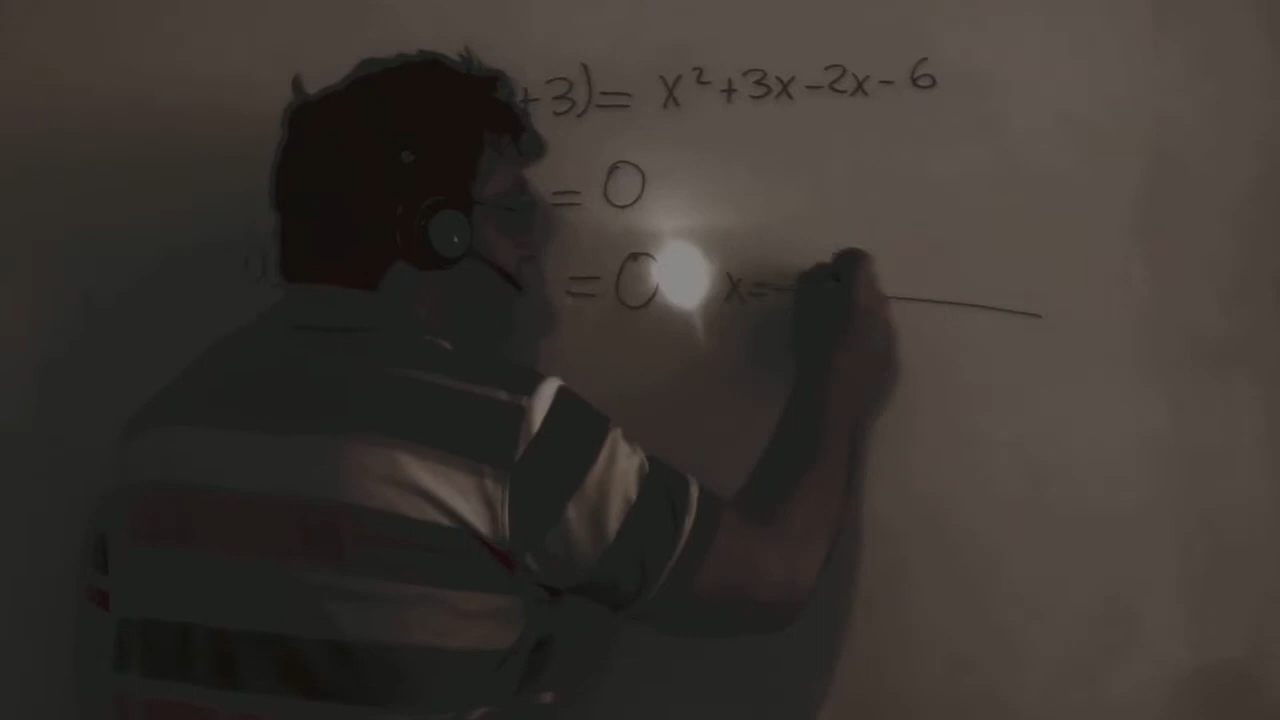 +3)= x²+3x-2x-6
= 0
= 0 x=